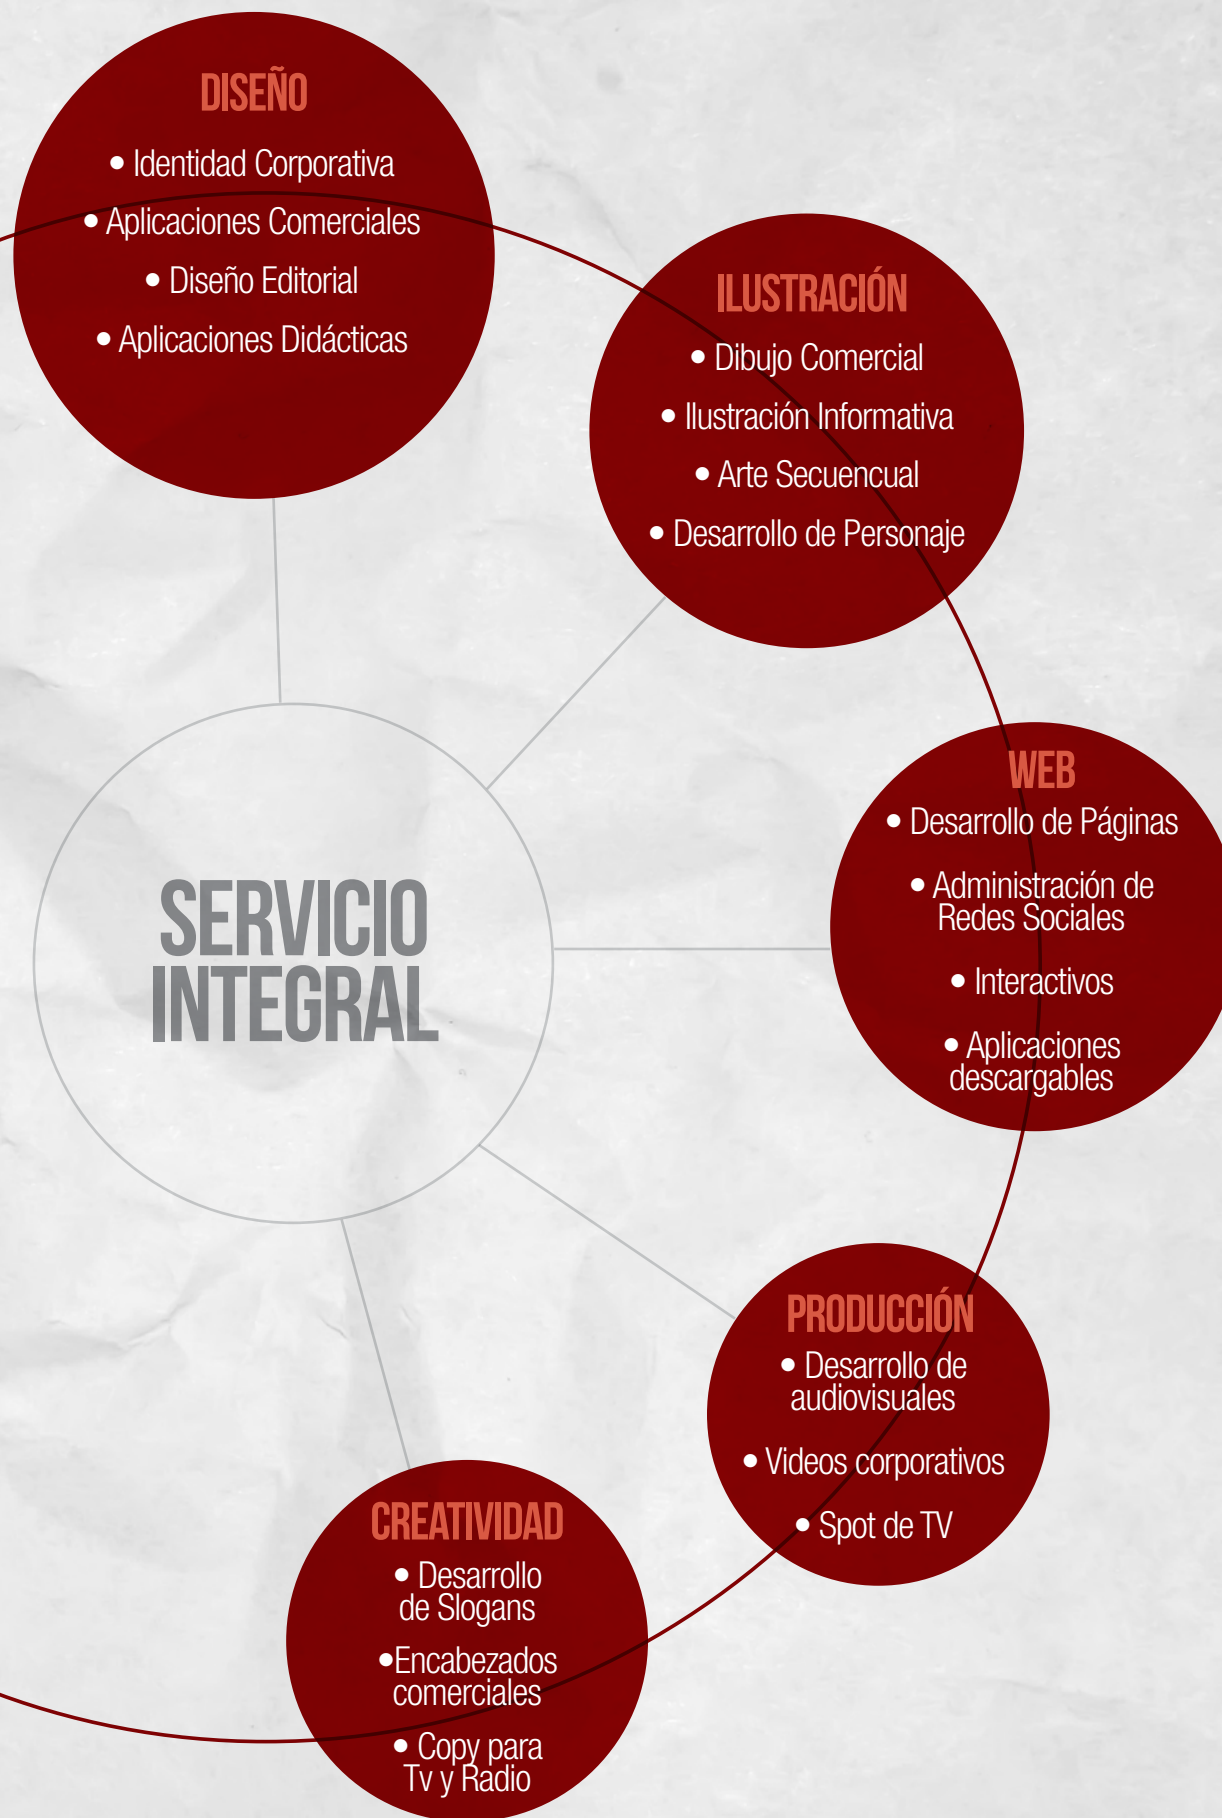 DISEÑO
• Identidad Corporativa
• Aplicaciones Comerciales
• Diseño Editorial
• Aplicaciones Didácticas
ILUSTRACIÓN
• Dibujo Comercial
• Ilustración Informativa
• Arte Secuencual
• Desarrollo de Personaje
WEB
• Desarrollo de Páginas
• Administración de
Redes Sociales
• Interactivos
• Aplicaciones
descargables
SERVICIO
INTEGRAL
PRODUCCIÓN
• Desarrollo de
audiovisuales
• Videos corporativos
• Spot de TV
CREATIVIDAD
• Desarrollo
de Slogans
•Encabezados
comerciales
• Copy para
Tv y Radio